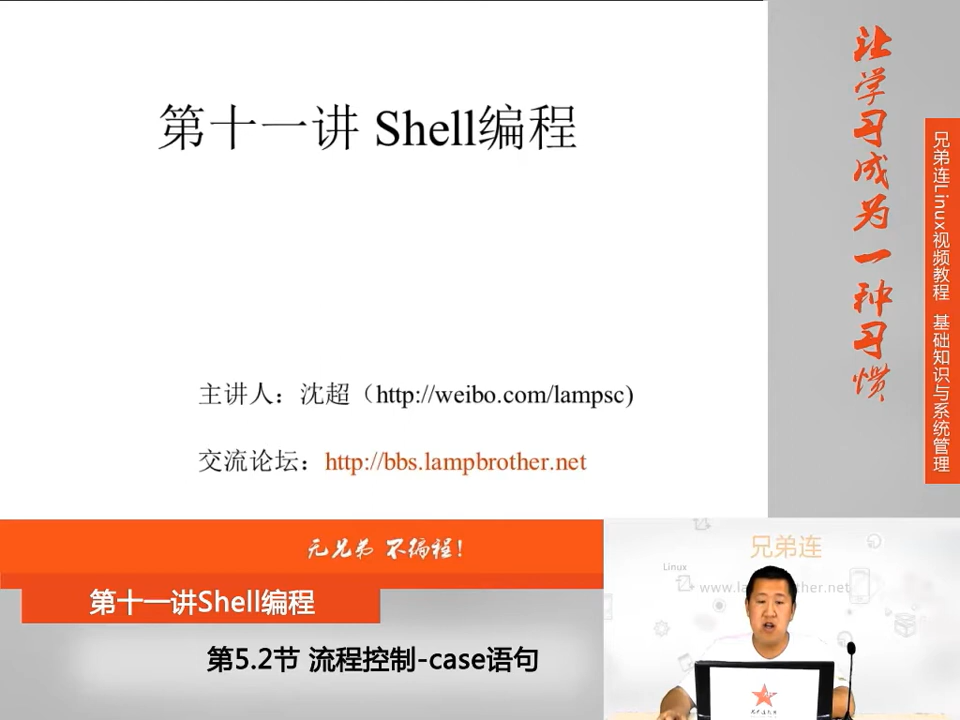 第十一讲 Shell编程
主讲人：沈超（http://weibo.com/lampsc)
交流论坛：http://bbs.lampbrother.net
让学习成为一种习惯
兄弟连Linux视频教程 基础知识与系统管理
无兄弟 不编程！
第十一讲Shell编程
第5.2节 流程控制-case语句
兄弟连
Linux